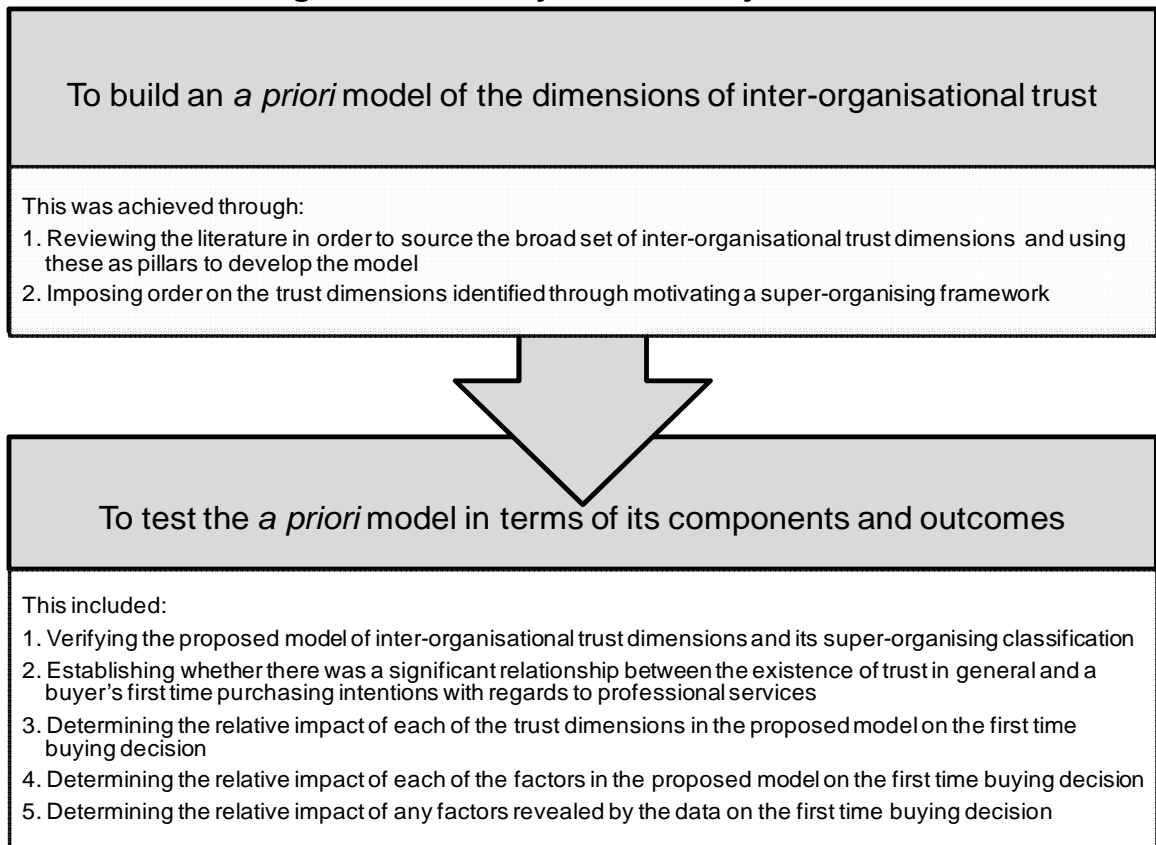 To build an a priori model of the dimensions of inter-organisational trust
This was achieved through:
1. Reviewing the literature in order to source the broad set of inter-organisational trust dimensions and using
these as pillars to develop the model
2. Imposing order on the trust dimensions identified through motivating a super-organising framework
To test the a priori model in terms of its components and outcomes
This included:
1. Verifying the proposed model of inter-organisational trust dimensions and its super-organising classification
2. Establishing whether there was a significant relationship between the existence of trust in general and a
buyer's first time purchasing intentions with regards to professional services
3. Determining the relative impact of each of the trust dimensions in the proposed model on the first time
buying decision
4. Determining the relative impact of each of the factors in the proposed model on the first time buying decision
5. Determining the relative impact of any factors revealed by the data on the first time buying decision